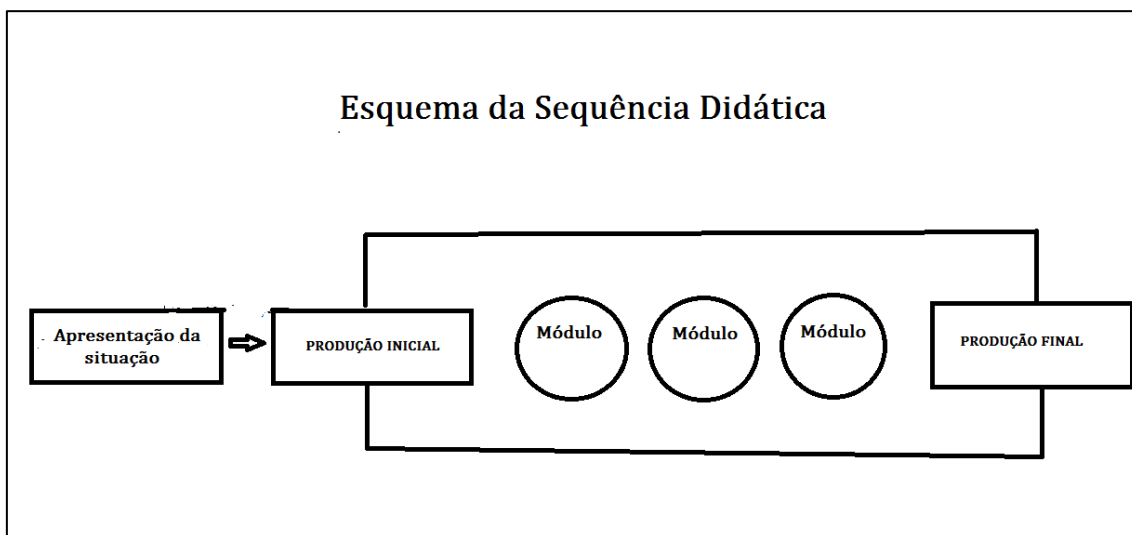 Esquema da Sequência Didática
Apresentação da
situação
PRODUÇÃO INICIAL
Módulo
Módulo
Módulo
PRODUÇÃO FINAL